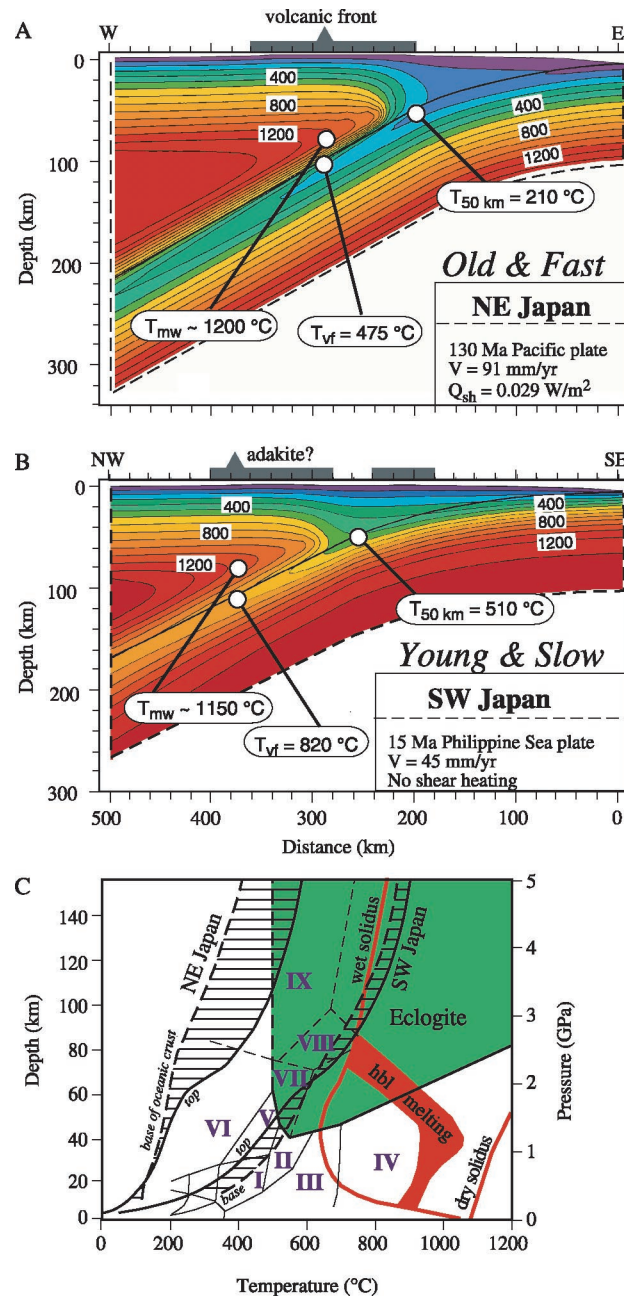 volcanic front
A
W
E
0
100
200
300
Depth (km)
400
800
1200
400
800
1200
T50 km = 210 °C
Tmw ~ 1200 °C
Tvf = 475 °C
Old & Fast
NE Japan
130 Ma Pacific plate
V = 91 mm/yr
Qsh = 0.029 W/m²
B
NW
adakite?
SE
0
100
200
300
Depth (km)
400
800
1200
400
800
1200
T50 km = 510 °C
Tmw ~ 1150 °C
Tvf = 820 °C
Young & Slow
SW Japan
15 Ma Philippine Sea plate
V = 45 mm/yr
No shear heating
500 400 300 200 100 0
Distance (km)
C
140
120
100
80
60
40
20
0
Depth (km)
5
4
3
2
1
0
Pressure (GPa)
NE Japan
base of oceanic crust
top
IX
wet solidus
SW Japan
Eclogite
VIII
VII
hbl melting
VI
V
top
II
base
I
III
IV
dry solidus
0 200 400 600 800 1000 1200
Temperature (°C)